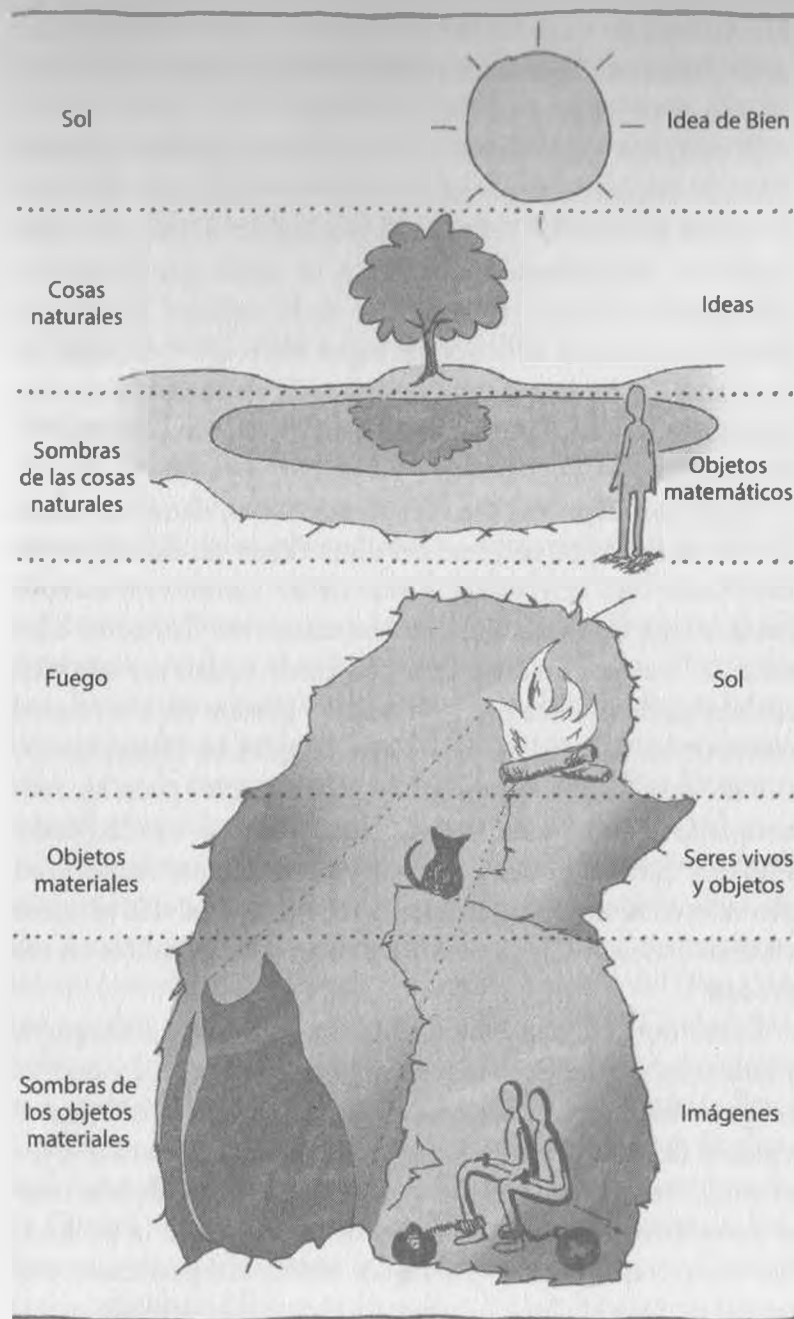 Sol
Idea de Bien
Cosas
naturales
Ideas
Sombras
de las cosas
naturales
Objetos
matemáticos
Fuego
Sol
Objetos
materiales
Seres vivos
y objetos
Sombras de
los objetos
materiales
Imágenes